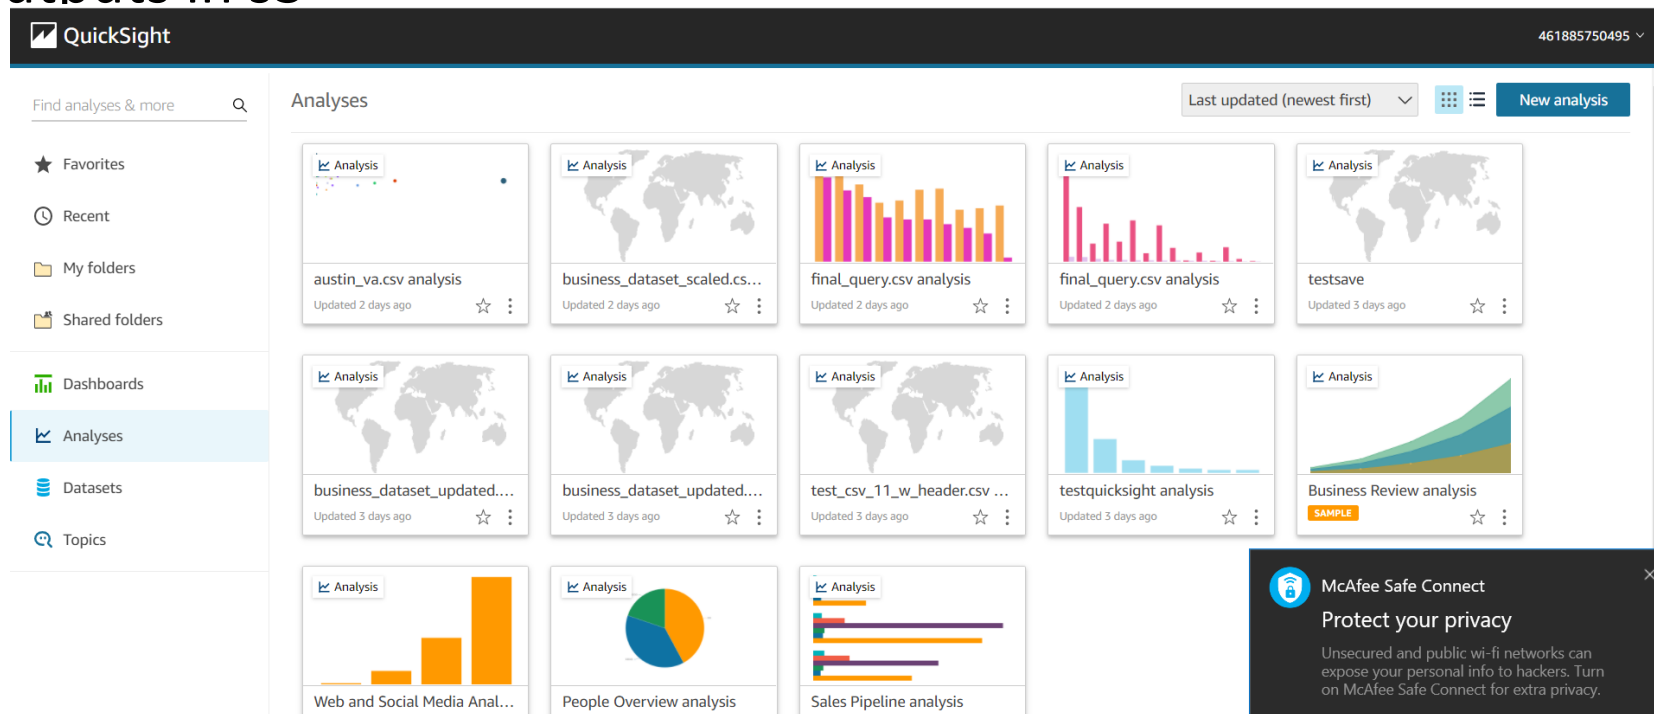 QuickSight
461885750495
Find analyses & more
Favorites
Recent
My folders
Shared folders
Dashboards
Analyses
Datasets
Topics
Analyses
Last updated (newest first)
New analysis
Analysis
austin_va.csv analysis
Updated 2 days ago
Analysis
business_dataset_scaled.cs...
Updated 2 days ago
Analysis
final_query.csv analysis
Updated 2 days ago
Analysis
final_query.csv analysis
Updated 2 days ago
Analysis
testsave
Updated 3 days ago
Analysis
business_dataset_updated....
Updated 3 days ago
Analysis
business_dataset_updated....
Updated 3 days ago
Analysis
test_csv_11_w_header.csv ...
Updated 3 days ago
Analysis
testquicksight analysis
Updated 3 days ago
Analysis
Business Review analysis
SAMPLE
Analysis
Web and Social Media Anal...
Analysis
People Overview analysis
Analysis
Sales Pipeline analysis
McAfee Safe Connect
Protect your privacy
Unsecured and public wi-fi networks can
expose your personal info to hackers. Turn
on McAfee Safe Connect for extra privacy.